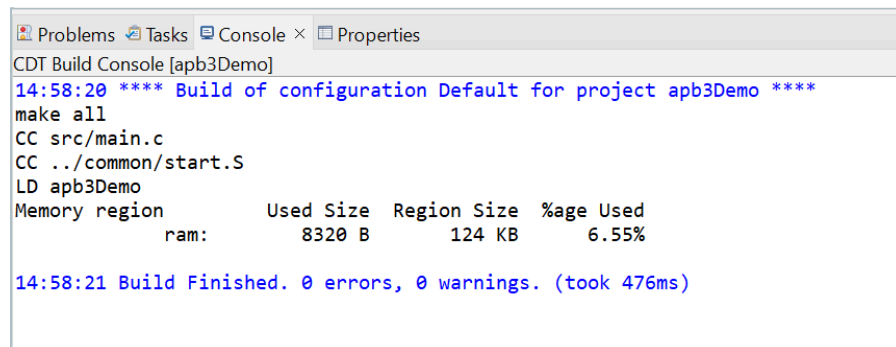 Problems Tasks Console × Properties
CDT Build Console [apb3Demo]
14:58:20 **** Build of configuration Default for project apb3Demo ****
make all
CC src/main.c
CC ../common/start.S
LD apb3Demo
Memory region         Used Size  Region Size  %age Used
             ram:        8320 B       124 KB      6.55%
14:58:21 Build Finished. 0 errors, 0 warnings. (took 476ms)